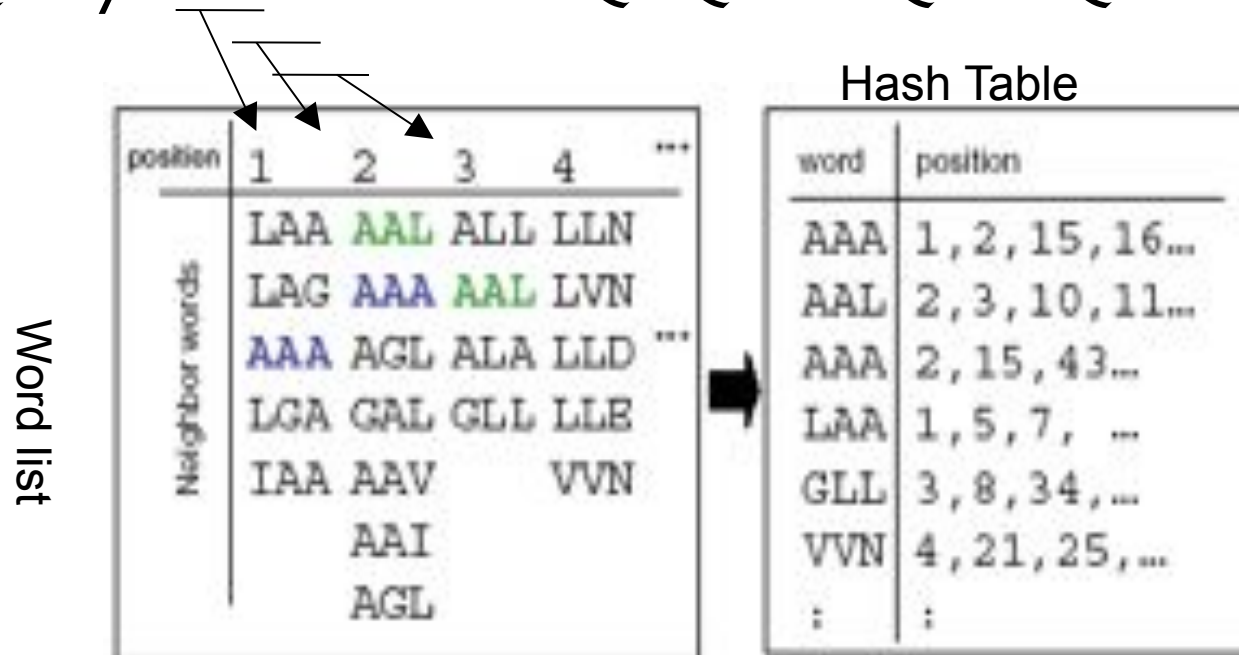 Hash Table
position 1 2 3 4 ...
LAA AAL ALL LLN
LAG AAA AAL LVN
AAA AGL ALA LLD ...
LGA GAL GLL LLE
IAA AAV VVN
AAI
AGL
Neighbor words
Word list
word position
AAA 1,2,15,16...
AAL 2,3,10,11...
AAA 2,15,43...
LAA 1,5,7, ...
GLL 3,8,34,...
VVN 4,21,25,...
: :